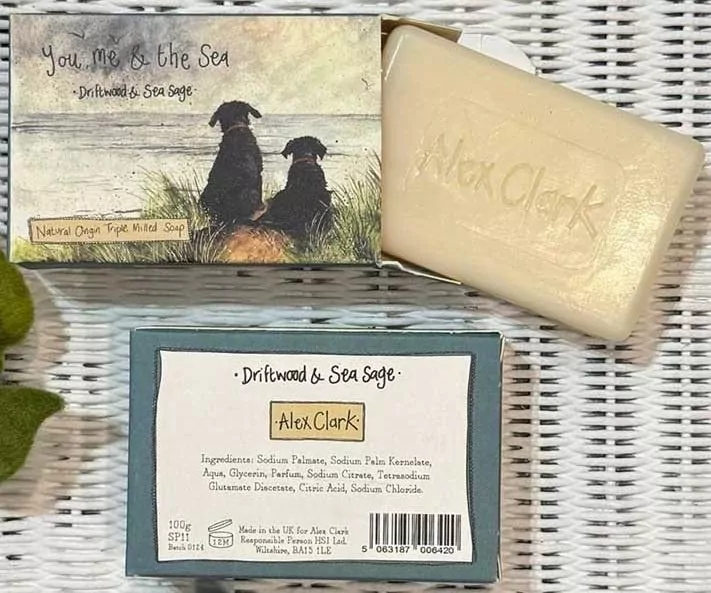 You, me & the Sea
·Driftwood & Sea Sage·
Natural Origin Triple Milled Soap
Alex Clark
·Driftwood & Sea Sage·
·Alex Clark·
Ingredients: Sodium Palmate, Sodium Palm Kernelate,
Aqua, Glycerin, Parfum, Sodium Citrate, Tetrasodium
Glutamate Diacetate, Citric Acid, Sodium Chloride.
100g
SP11
Batch 0124
12M
Made in the UK for Alex Clark
Responsible Person HSI Ltd.
Wiltshire, BA15 1LE
5 063187 006420